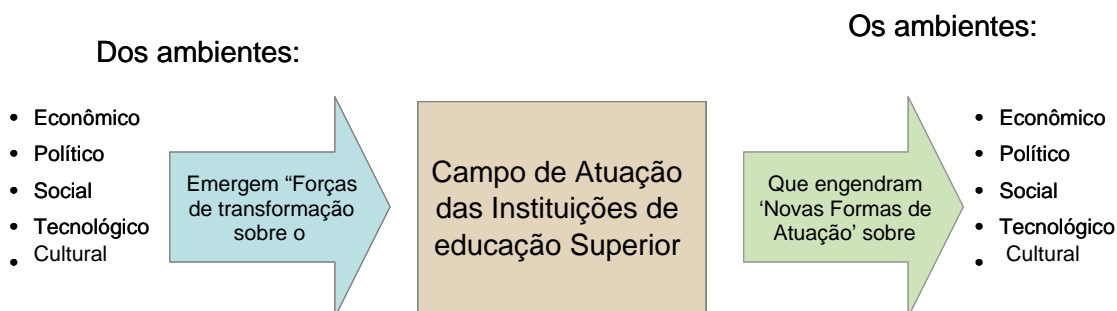 Dos ambientes:
• Econômico
• Político
• Social
• Tecnológico
• Cultural
Emergem “Forças
de transformação
sobre o
Campo de Atuação
das Instituições de
educação Superior
Que engendram
‘Novas Formas de
Atuação’ sobre
Os ambientes:
• Econômico
• Político
• Social
• Tecnológico
• Cultural